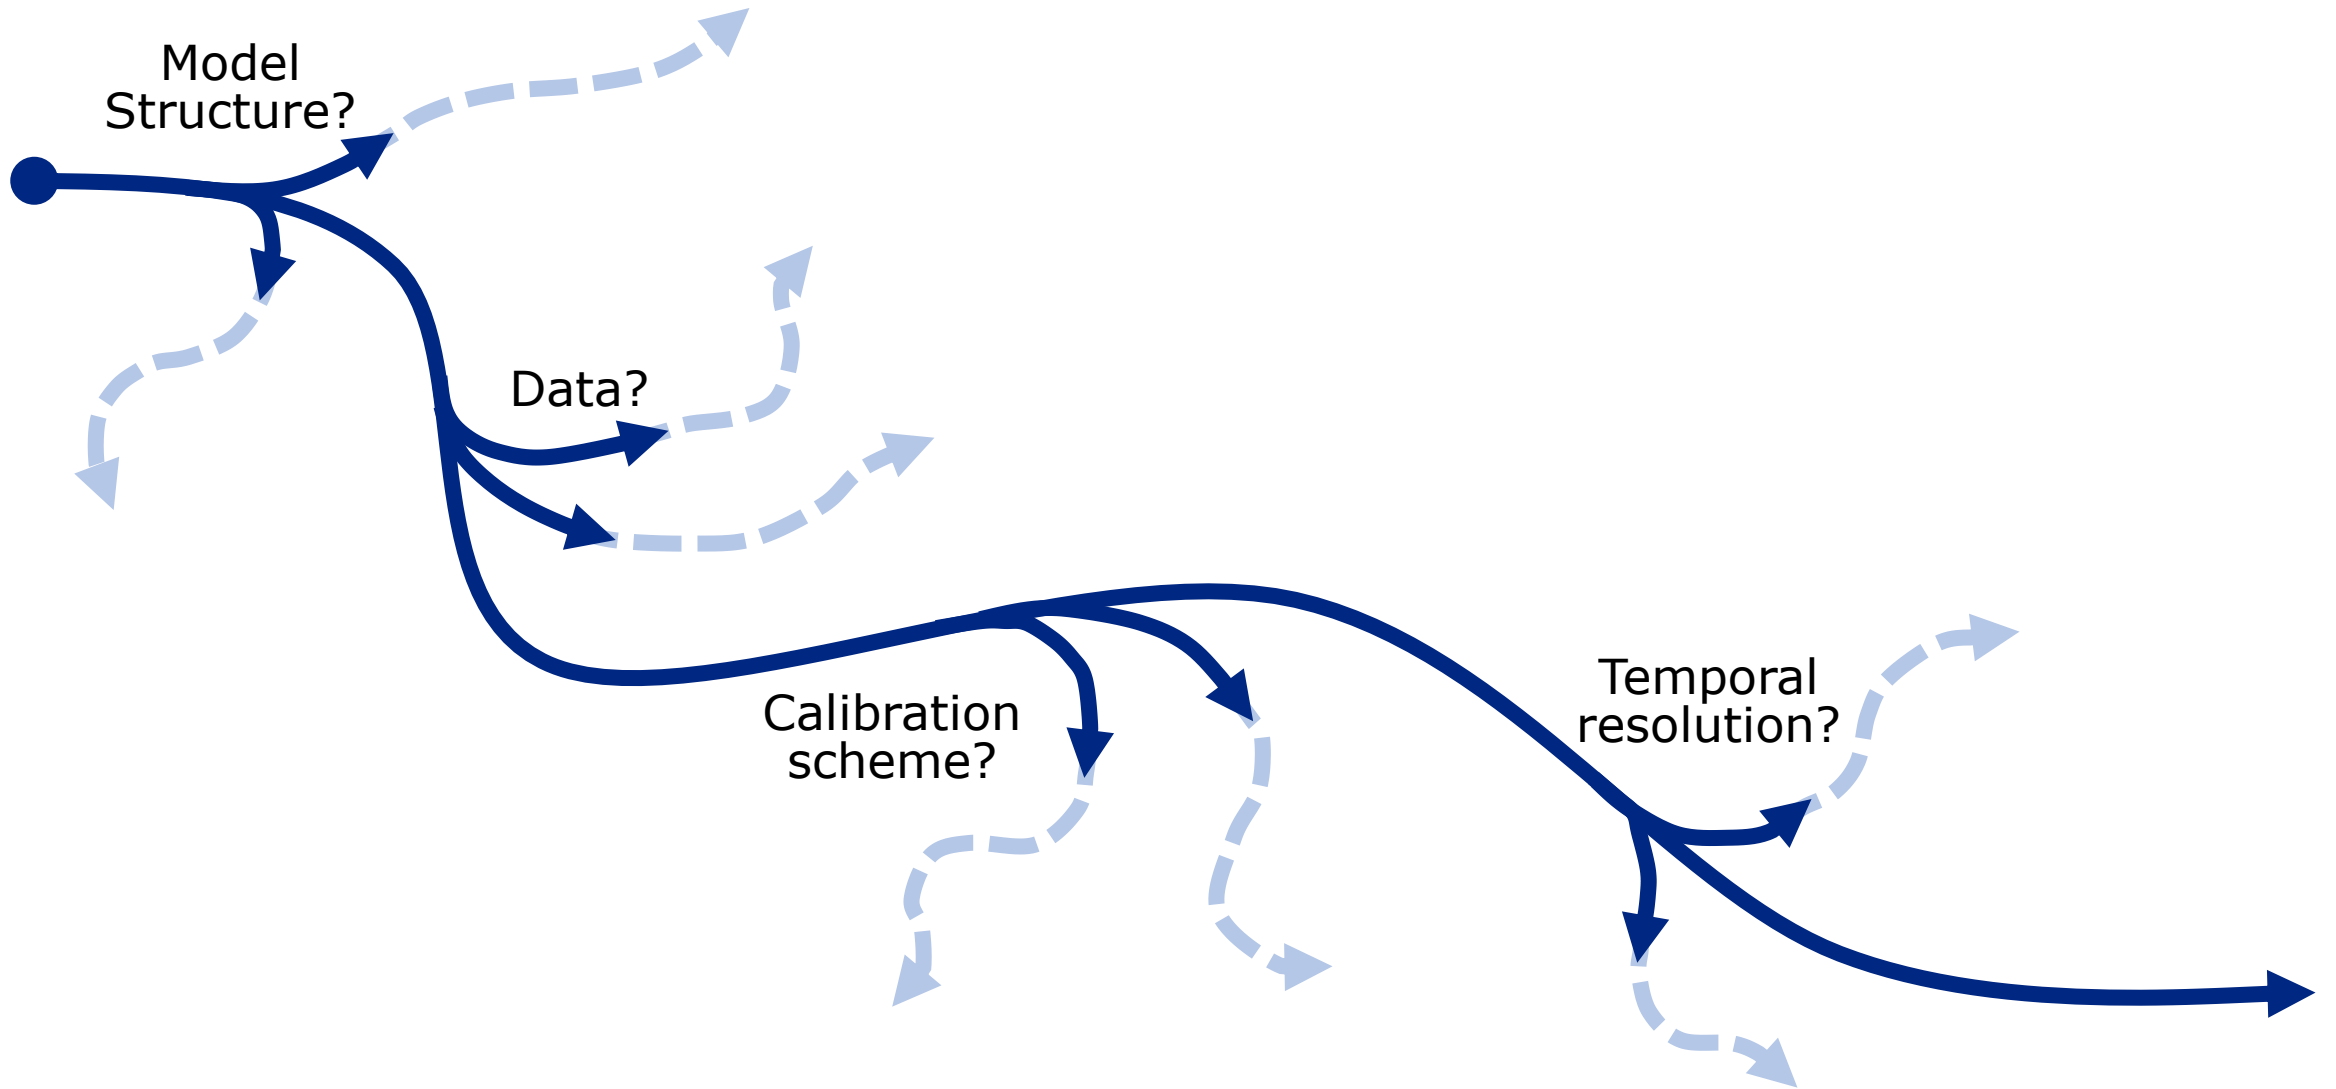 Model
Structure?
Data?
Calibration
scheme?
Temporal
resolution?